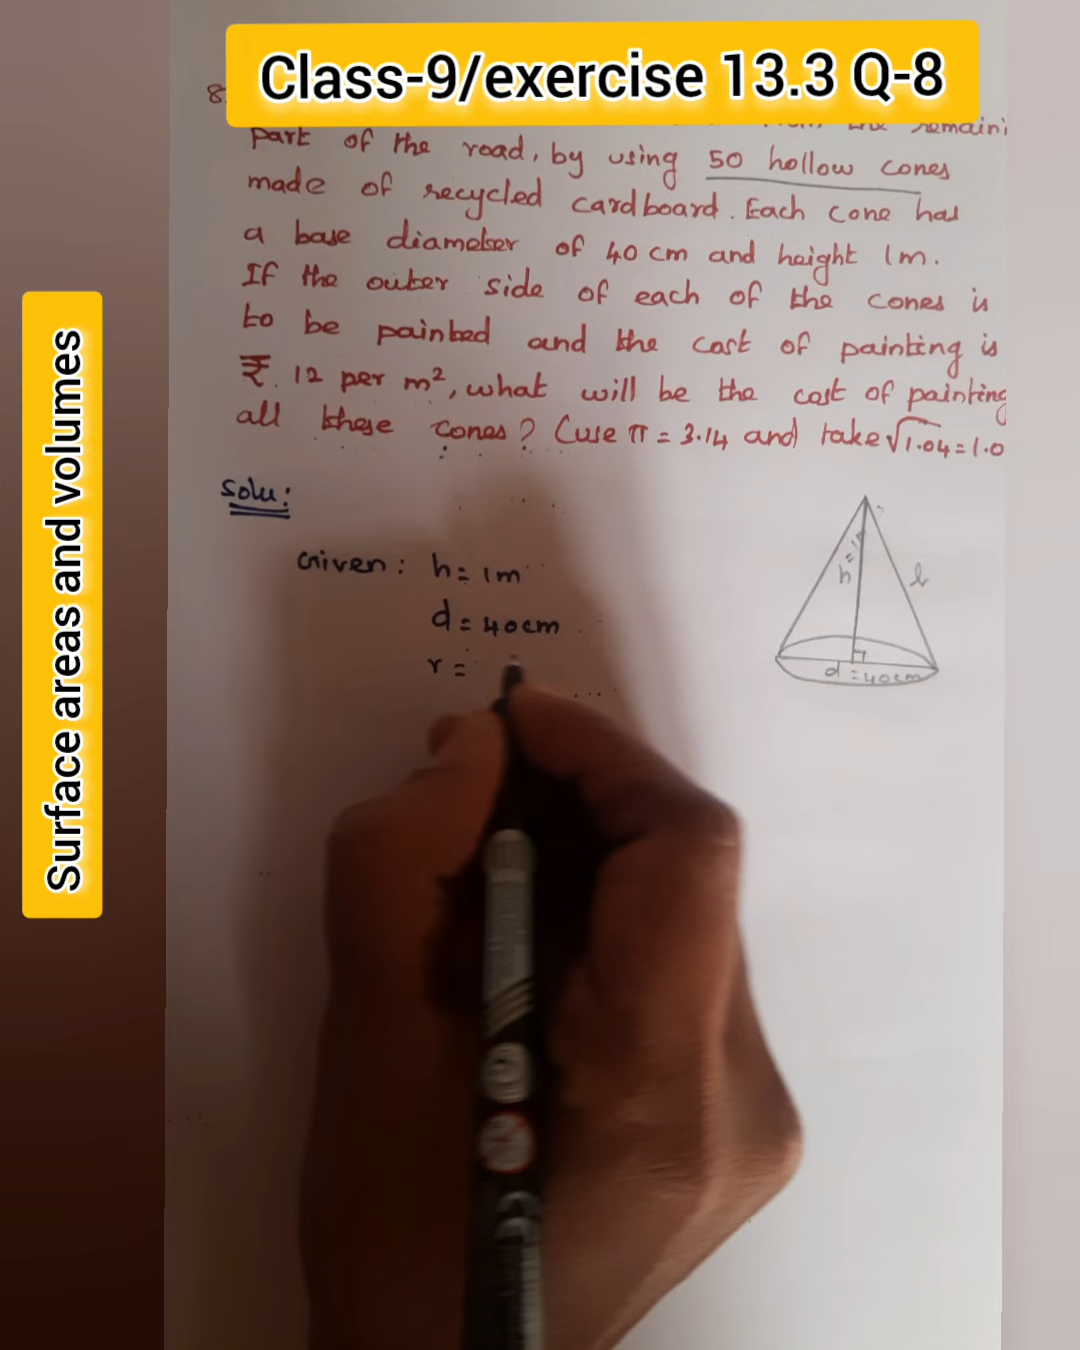 Class-9/exercise 13.3 Q-8
Surface areas and volumes
8.
the remaini
part of the road, by using 50 hollow cones
made of recycled cardboard. Each cone has
a base diameter of 40 cm and height 1m.
If the outer side of each of the cones is
to be painted and the cost of painting is
₹. 12 per m², what will be the cost of painting
all these cones? (use π = 3.14 and take √1.04 = 1.0
Solu:
Given: h = 1m
d = 40cm
r =
h = 1m
l
d = 40cm